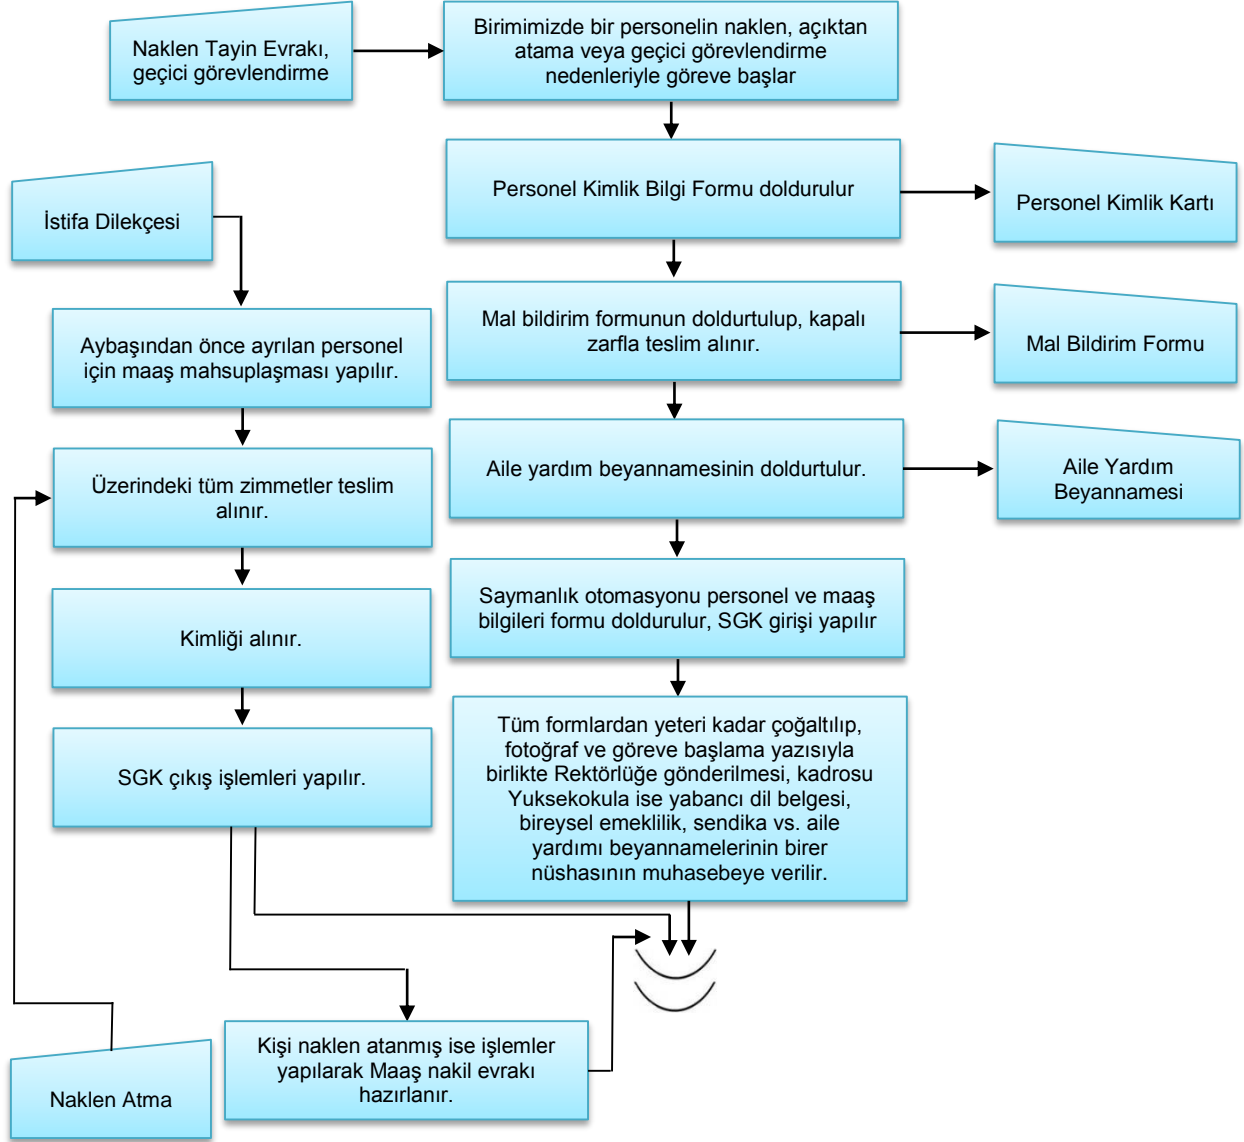 Naklen Tayin Evrakı,
geçici görevlendirme
Birimimizde bir personelin naklen, açıktan
atama veya geçici görevlendirme
nedenleriyle göreve başlar
Personel Kimlik Bilgi Formu doldurulur
Personel Kimlik Kartı
İstifa Dilekçesi
Mal bildirim formunun doldurtulup, kapalı
zarfla teslim alınır.
Mal Bildirim Formu
Aybaşından önce ayrılan personel
için maaş mahsuplaşması yapılır.
Aile yardım beyannamesinin doldurtulur.
Aile Yardım
Beyannamesi
Üzerindeki tüm zimmetler teslim
alınır.
Saymanlık otomasyonu personel ve maaş
bilgileri formu doldurulur, SGK girişi yapılır
Kimliği alınır.
Tüm formlardan yeteri kadar çoğaltılıp,
fotoğraf ve göreve başlama yazısıyla
birlikte Rektörlüğe gönderilmesi, kadrosu
Yuksekokula ise yabancı dil belgesi,
bireysel emeklilik, sendika vs. aile
yardımı beyannamelerinin birer
nüshasının muhasebeye verilir.
SGK çıkış işlemleri yapılır.
Kişi naklen atanmış ise işlemler
yapılarak Maaş nakil evrakı
hazırlanır.
Naklen Atma